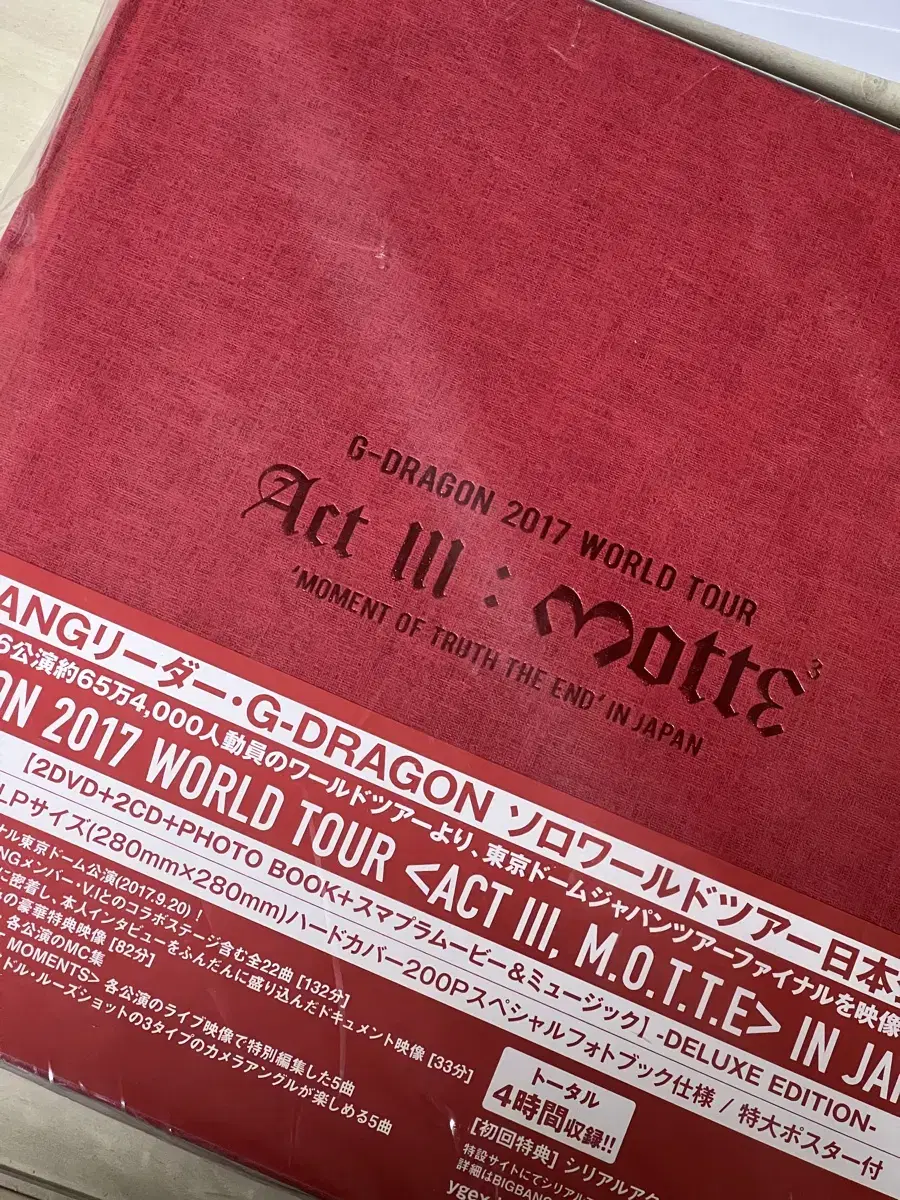 G-DRAGON 2017 WORLD TOUR
Act III : Motte
3
'MOMENT OF TRUTH THE END' IN JAPAN
ANGリーダー・G-DRAGON ソロワールドツアー日本
6公演約65万4,000人動員のワールドツアーより、東京ドームジャパンツアーファイナルを映像
ON 2017 WORLD TOUR <ACT III, M.O.T.T.E> IN JA
[2DVD+2CD+PHOTO BOOK+スマプラムービー&ミュージック] -DELUXE EDITION-
LPサイズ(280mm×280mm)ハードカバー200Pスペシャルフォトブック仕様 / 特大ポスター付
ナル東京ドーム公演(2017.9.20)!
NGメンバー・V.Iとのコラボステージ含む全22曲 [132分]
に密着し、本人インタビューをふんだんに盛り込んだドキュメント映像 [33分]
の豪華特典映像 [82分]
各公演のMC集
MOMENTS> 各公演のライブ映像で特別編集した5曲
ドル・ルーズショットの3タイプのカメラアングルが楽しめる5曲
トータル
4時間収録!!
[初回特典] シリアルア
特設サイトにてシリアル
詳細はBIGBAN
ygex